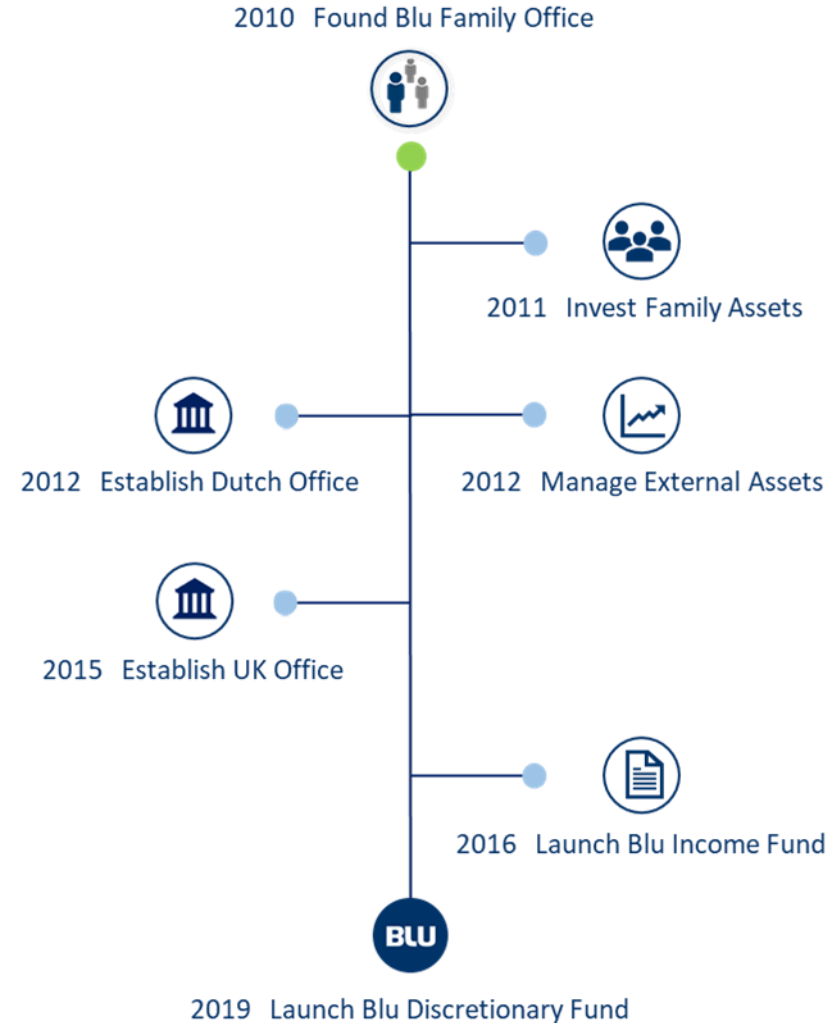 2010 Found Blu Family Office
2011 Invest Family Assets
2012 Establish Dutch Office
2012 Manage External Assets
2015 Establish UK Office
2016 Launch Blu Income Fund
BLU
2019 Launch Blu Discretionary Fund